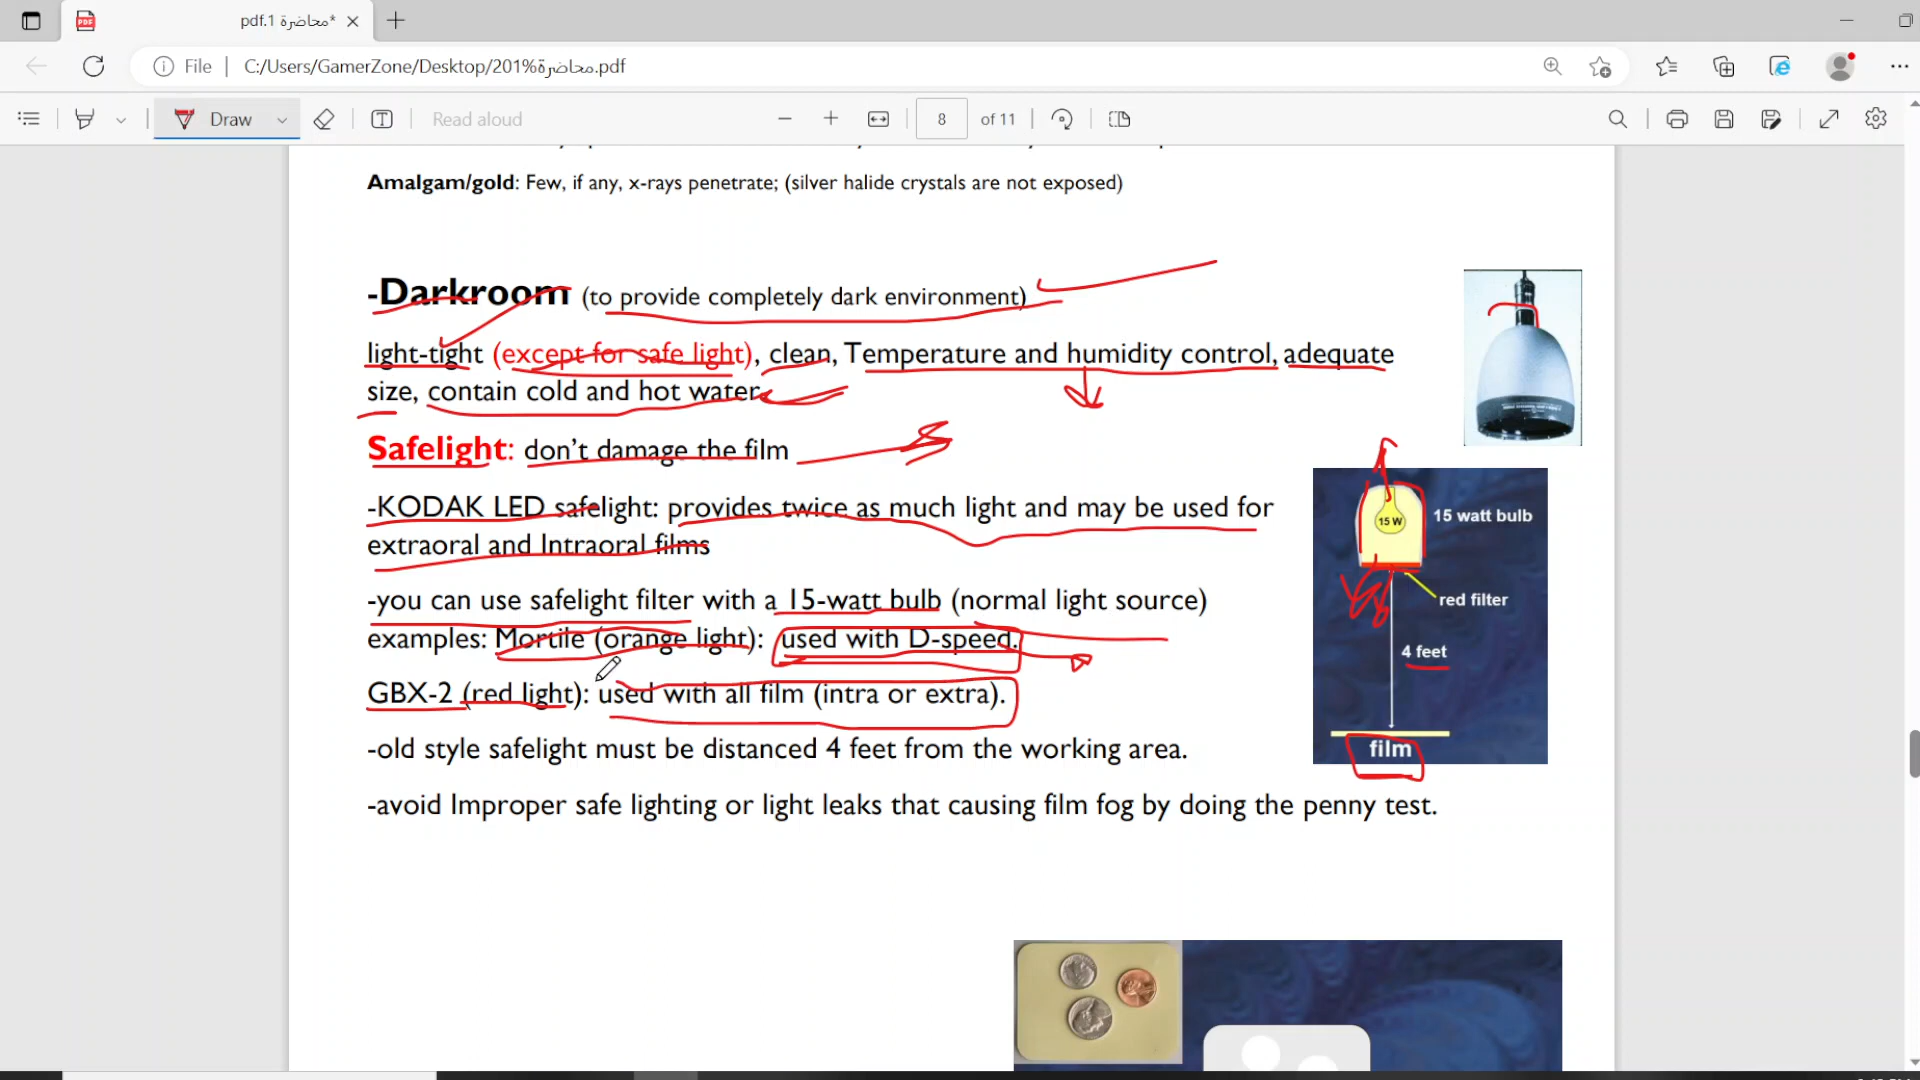 محاضرة 1.pdf*
File
C:/Users/GamerZone/Desktop/201%محاضرة.pdf
Draw
Read aloud
8
of 11
Amalgam/gold: Few, if any, x-rays penetrate; (silver halide crystals are not exposed)
-Darkroom (to provide completely dark environment)
light-tight (except for safe light), clean, Temperature and humidity control, adequate
size, contain cold and hot water
Safelight: don't damage the film
-KODAK LED safelight: provides twice as much light and may be used for
extraoral and Intraoral films
-you can use safelight filter with a 15-watt bulb (normal light source)
examples: Mortile (orange light): used with D-speed.
GBX-2 (red light): used with all film (intra or extra).
-old style safelight must be distanced 4 feet from the working area.
-avoid Improper safe lighting or light leaks that causing film fog by doing the penny test.
15 W
15 watt bulb
red filter
4 feet
film